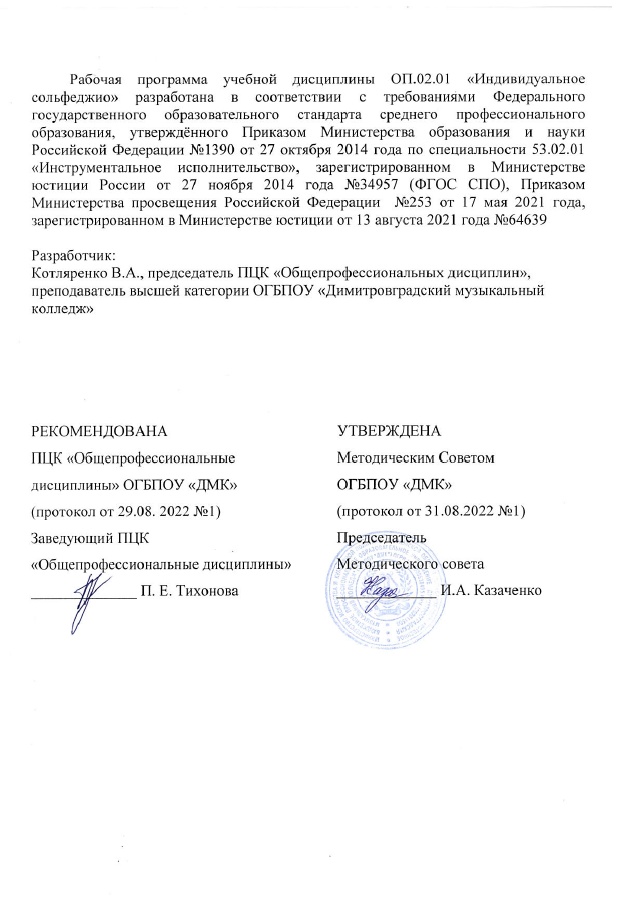 Рабочая программа учебной дисциплины ОП.02.01 «Индивидуальное
сольфеджио» разработана в соответствии с требованиями Федерального
государственного образовательного стандарта среднего профессионального
образования, утверждённого Приказом Министерства образования и науки
Российской Федерации №1390 от 27 октября 2014 года по специальности 53.02.01
«Инструментальное исполнительство», зарегистрированном в Министерстве
юстиции России от 27 ноября 2014 года №34957 (ФГОС СПО), Приказом
Министерства просвещения Российской Федерации №253 от 17 мая 2021 года,
зарегистрированном в Министерстве юстиции от 13 августа 2021 года №64639
Разработчик:
Котляренко В.А., председатель ПЦК «Общепрофессиональных дисциплин»,
преподаватель высшей категории ОГБПОУ «Димитровградский музыкальный
колледж»
РЕКОМЕНДОВАНА
ПЦК «Общепрофессиональные
дисциплины» ОГБПОУ «ДМК»
(протокол от 29.08. 2022 №1)
Заведующий ПЦК
«Общепрофессиональные дисциплины»
П. Е. Тихонова
УТВЕРЖДЕНА
Методическим Советом
ОГБПОУ «ДМК»
(протокол от 31.08.2022 №1)
Председатель
Методического совета
И.А. Казаченко